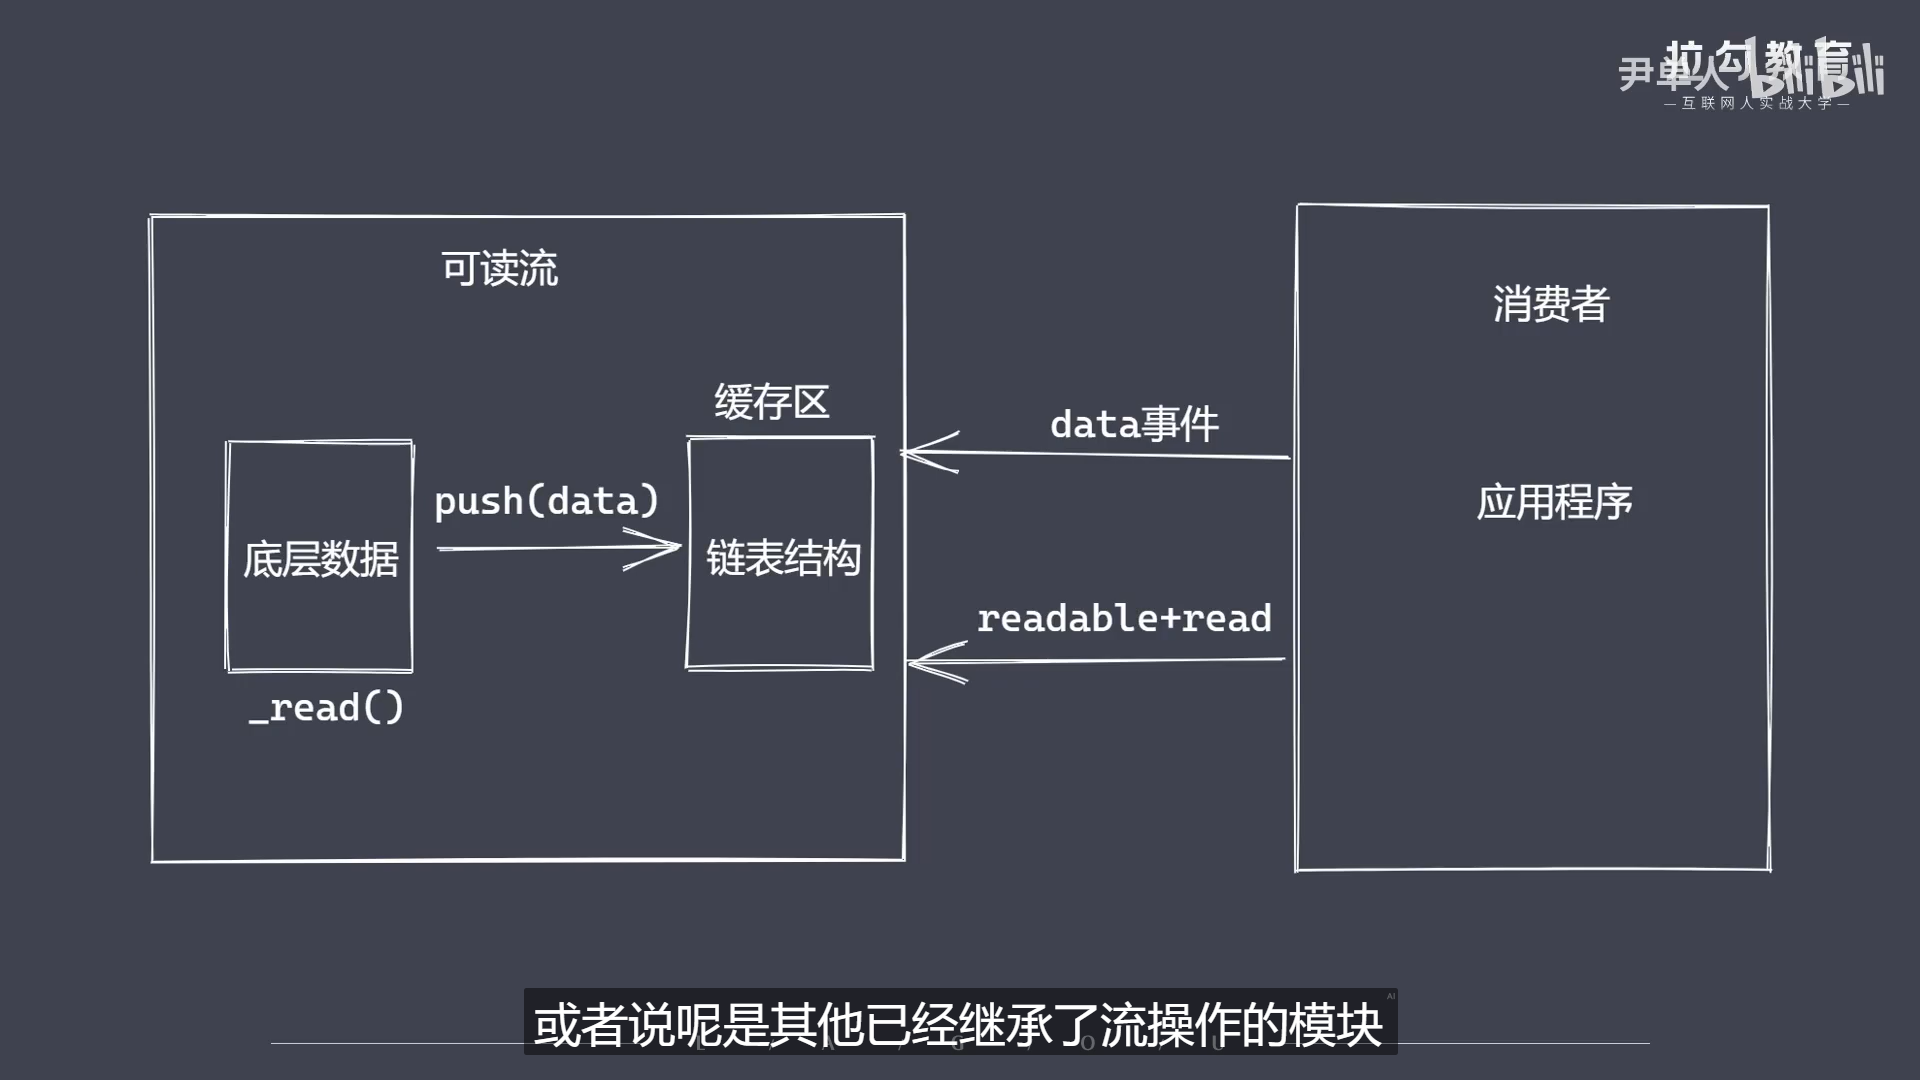 拉勾教育
尹单人
bilibili
—互联网人实战大学—
可读流
消费者
缓存区
data事件
push(data)
应用程序
底层数据
链表结构
readable+read
_read()
AI
或者说呢是其他已经继承了流操作的模块
L / A / G / O / U